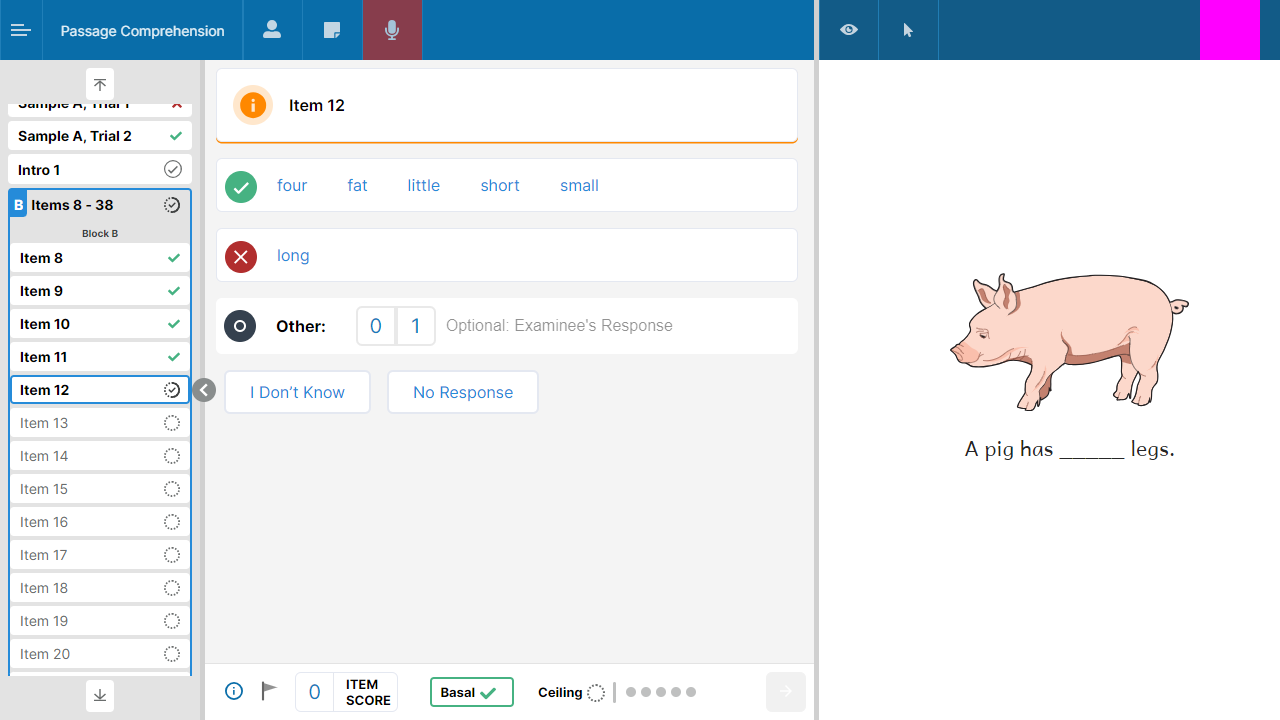 Passage Comprehension
Sample A, Trial 1
Sample A, Trial 2
Intro 1
B Items 8 - 38
Block B
Item 8
Item 9
Item 10
Item 11
Item 12
Item 13
Item 14
Item 15
Item 16
Item 17
Item 18
Item 19
Item 20
Item 12
four fat little short small
long
Other: 0 1 Optional: Examinee's Response
I Don’t Know No Response
0 ITEM SCORE
Basal
Ceiling
A pig has _____ legs.